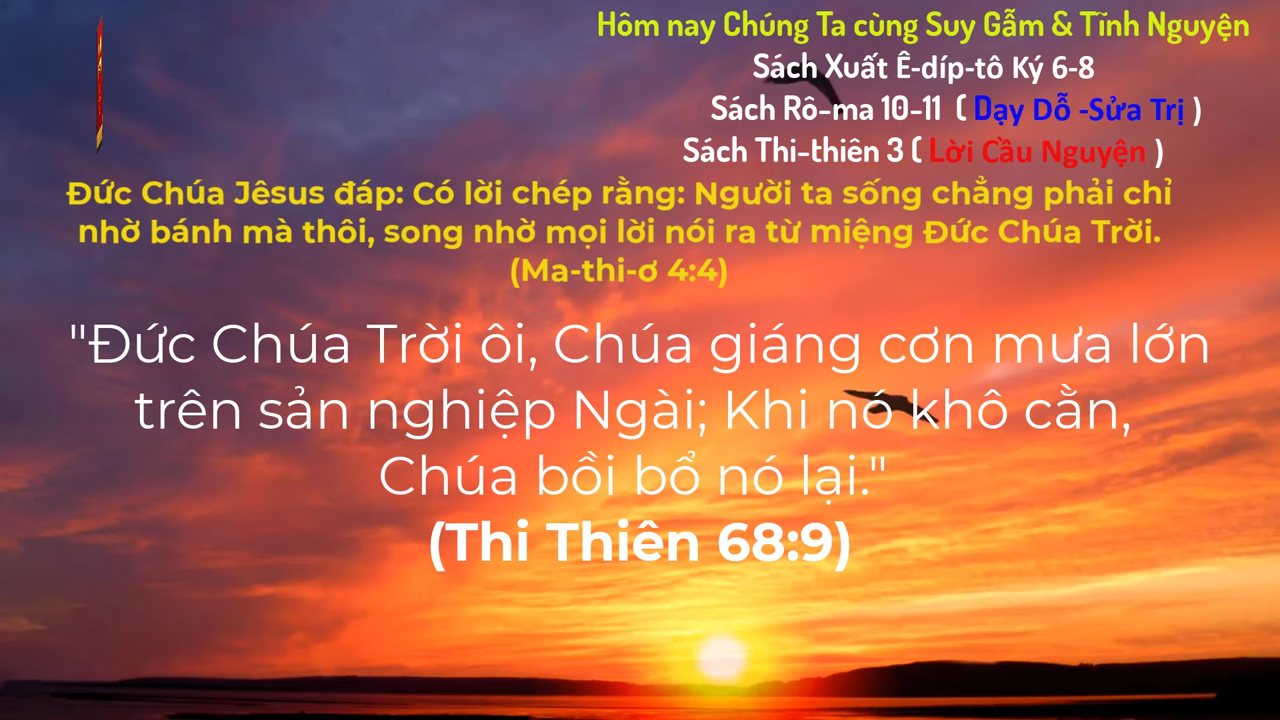 Hôm nay Chúng Ta cùng Suy Gẫm & Tĩnh Nguyện
Sách Xuất Ê-díp-tô Ký 6-8
Sách Rô-ma 10-11 ( Dạy Dỗ -Sửa Trị )
Sách Thi-thiên 3 ( Lời Cầu Nguyện )
Đức Chúa Jêsus đáp: Có lời chép rằng: Người ta sống chẳng phải chỉ
nhờ bánh mà thôi, song nhờ mọi lời nói ra từ miệng Đức Chúa Trời.
(Ma-thi-ơ 4:4)
"Đức Chúa Trời ôi, Chúa giáng cơn mưa lớn
trên sản nghiệp Ngài; Khi nó khô cằn,
Chúa bồi bổ nó lại."
(Thi Thiên 68:9)